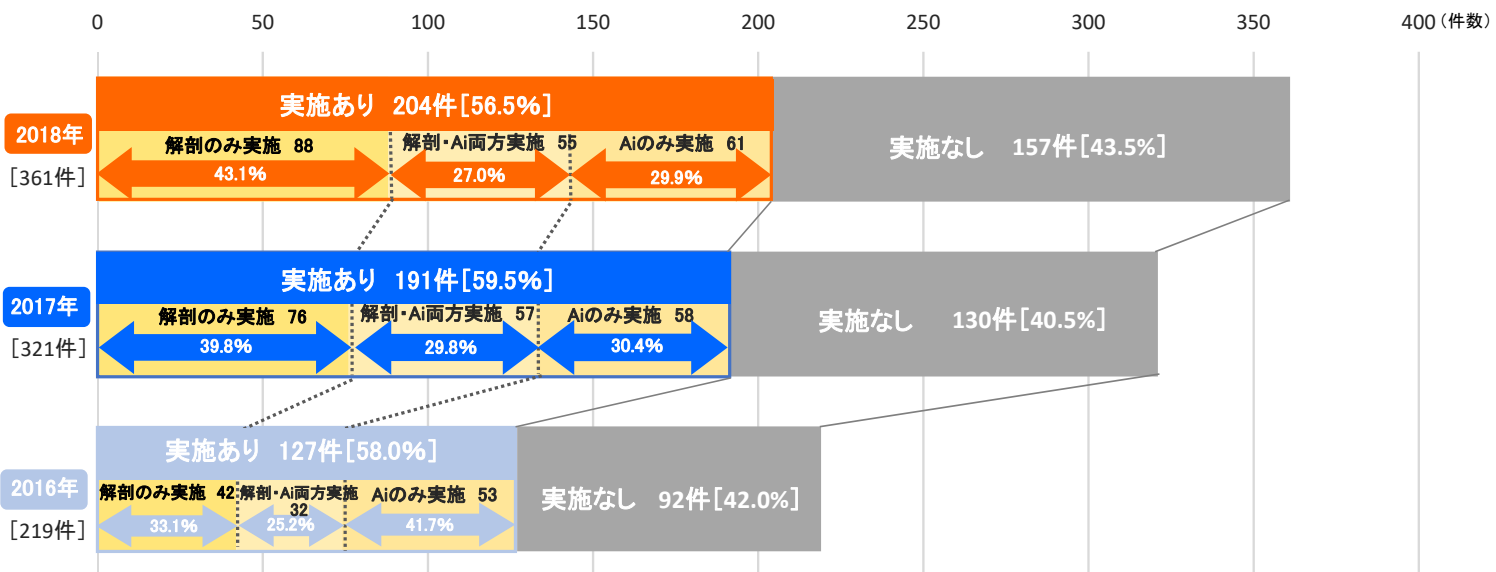 0 50 100 150 200 250 300 350 400 (件数)
実施あり 204件[56.5%]
2018年
解剖のみ実施 88 解剖・Ai両方実施 55 Aiのみ実施 61
実施なし 157件[43.5%]
[361件]
43.1% 27.0% 29.9%
実施あり 191件[59.5%]
2017年
解剖のみ実施 76 解剖・Ai両方実施 57 Aiのみ実施 58
実施なし 130件[40.5%]
[321件]
39.8% 29.8% 30.4%
実施あり 127件[58.0%]
2016年
解剖のみ実施 42 解剖・Ai両方実施 Aiのみ実施 53
32
実施なし 92件[42.0%]
[219件]
33.1% 25.2% 41.7%